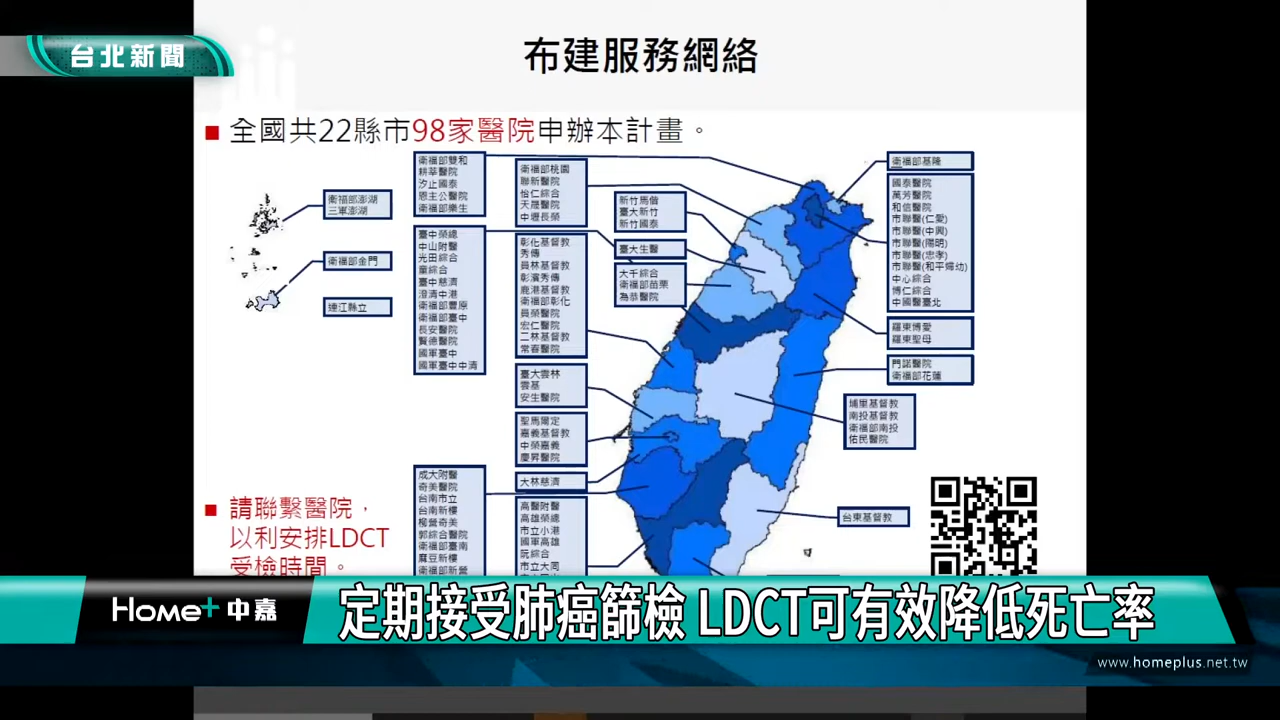 台北新聞
布建服務網絡
全國共22縣市98家醫院申辦本計畫。
衛福部澎湖
三軍澎湖
衛福部金門
連江縣立
衛福部雙和
耕莘醫院
汐止國泰
恩主公醫院
衛福部樂生
臺中榮總
中山附醫
光田綜合
童綜合
臺中慈濟
澄清中港
衛福部豐原
衛福部臺中
長安醫院
賢德醫院
國軍臺中
國軍臺中中清
成大附醫
奇美醫院
台南市立
台南新樓
柳營奇美
郭綜合醫院
衛福部臺南
麻豆新樓
衛福部新營
衛福部桃園
聯新醫院
怡仁綜合
天晟醫院
中壢長榮
彰化基督教
秀傳
員林基督教
彰濱秀傳
鹿港基督教
衛福部彰化
員榮醫院
宏仁醫院
二林基督教
常春醫院
臺大雲林
雲基
安生醫院
聖馬爾定
嘉義基督教
中榮嘉義
慶昇醫院
大林慈濟
高醫附醫
高雄榮總
市立小港
國軍高雄
阮綜合
市立大同
新竹馬偕
臺大新竹
新竹國泰
臺大生醫
大千綜合
衛福部苗栗
為恭醫院
衛福部基隆
國泰醫院
萬芳醫院
和信醫院
市聯醫(仁愛)
市聯醫(中興)
市聯醫(陽明)
市聯醫(忠孝)
市聯醫(和平婦幼)
中心綜合
博仁綜合
中國醫臺北
羅東博愛
羅東聖母
門諾醫院
衛福部花蓮
埔里基督教
南投基督教
衛福部南投
佑民醫院
台東基督教
請聯繫醫院，
以利安排LDCT
受檢時間。
Home+中嘉
定期接受肺癌篩檢 LDCT可有效降低死亡率
www.homeplus.net.tw